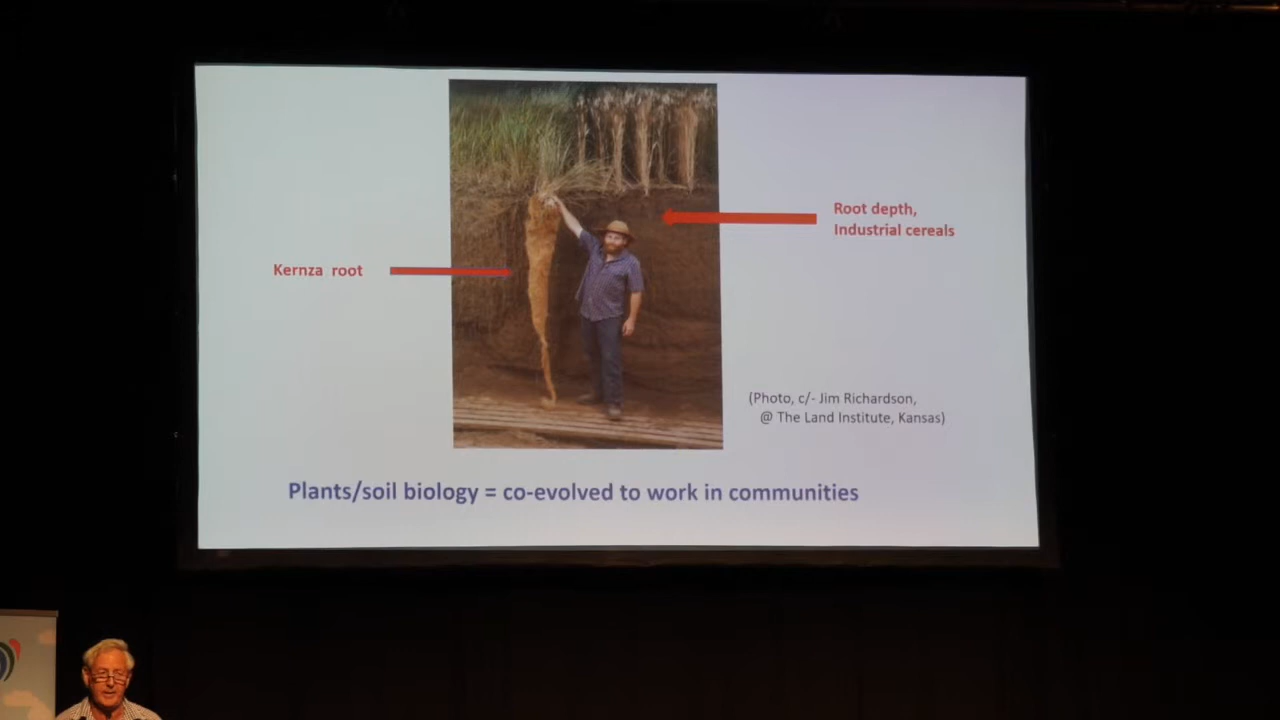 Root depth,
Industrial cereals
Kernza root
(Photo, c/- Jim Richardson,
@ The Land Institute, Kansas)
Plants/soil biology = co-evolved to work in communities